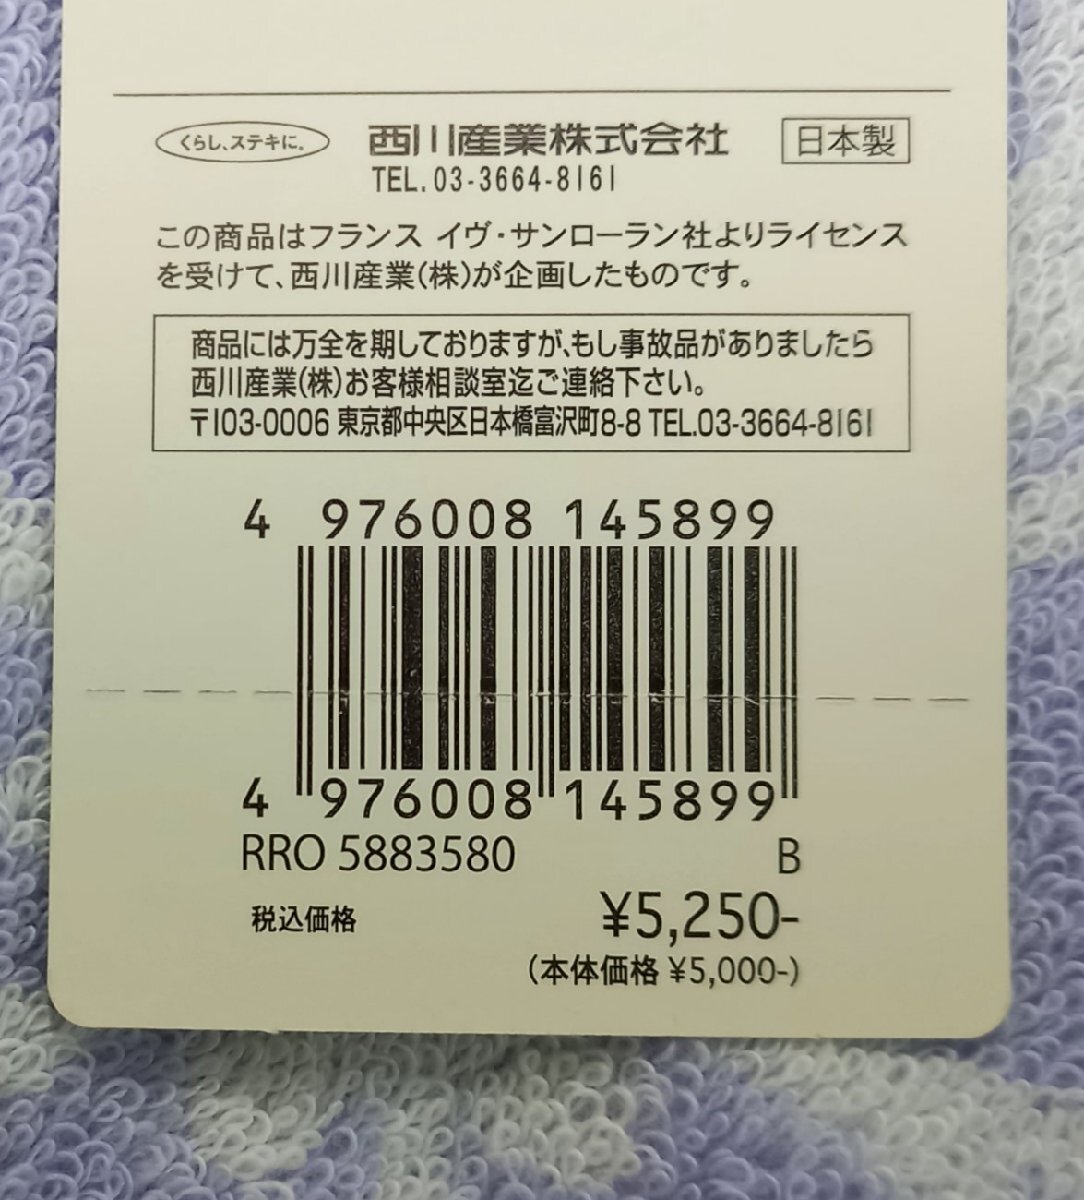 くらし、ステキに。 西川産業株式会社 日本製
TEL. 03-3664-8161
この商品はフランス イヴ・サンローラン社よりライセンス
を受けて、西川産業(株)が企画したものです。
商品には万全を期しておりますが、もし事故品がありましたら
西川産業(株)お客様相談室迄ご連絡下さい。
〒103-0006 東京都中央区日本橋富沢町8-8 TEL.03-3664-8161
4 976008 145899
4 976008 145899
RRO 5883580 B
税込価格 ¥5,250-
(本体価格 ¥5,000-)